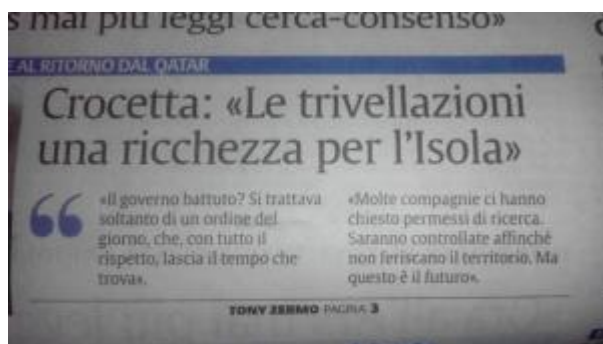 s mai più leggi cerca-consenso»
E AL RITORNO DAL QATAR
Crocetta: «Le trivellazioni
una ricchezza per l'Isola»
«Il governo battuto? Si trattava
soltanto di un ordine del
giorno, che, con tutto il
rispetto, lascia il tempo che
trova».
«Molte compagnie ci hanno
chiesto permessi di ricerca.
Saranno controllate affinché
non feriscano il territorio. Ma
questo è il futuro».
TONY ZERMO PAGINA 3